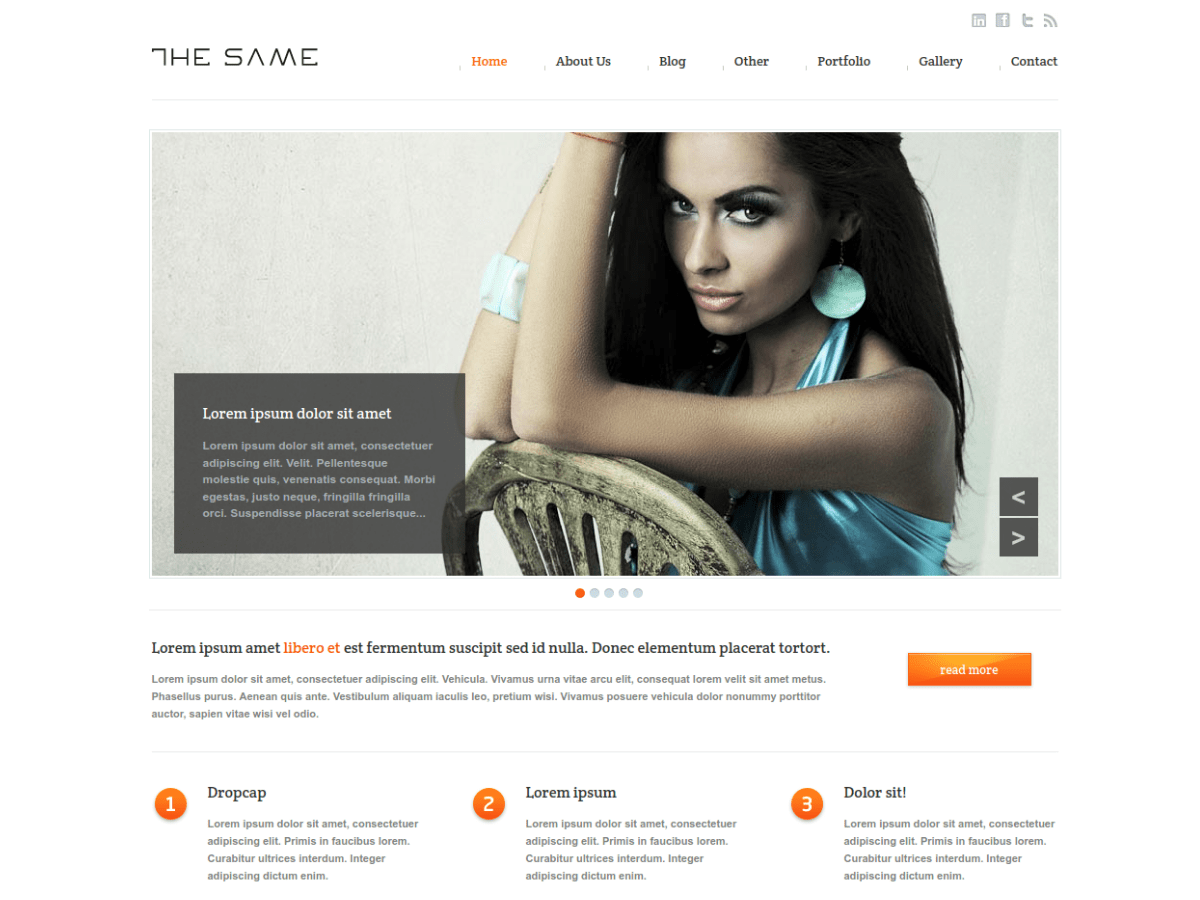 THE SAME
Home About Us Blog Other Portfolio Gallery Contact
Lorem ipsum dolor sit amet
Lorem ipsum dolor sit amet, consectetuer
adipiscing elit. Velit. Pellentesque
molestie quis, venenatis consequat. Morbi
egestas, justo neque, fringilla fringilla
orci. Suspendisse placerat scelerisque...
<
>
Lorem ipsum amet libero et est fermentum suscipit sed id nulla. Donec elementum placerat tortort.
Lorem ipsum dolor sit amet, consectetuer adipiscing elit. Vehicula. Vivamus urna vitae arcu elit, consequat lorem velit sit amet metus.
Phasellus purus. Aenean quis ante. Vestibulum aliquam iaculis leo, pretium wisi. Vivamus posuere vehicula dolor nonummy porttitor
auctor, sapien vitae wisi vel odio.
read more
1 Dropcap
Lorem ipsum dolor sit amet, consectetuer
adipiscing elit. Primis in faucibus lorem.
Curabitur ultrices interdum. Integer
adipiscing dictum enim.
2 Lorem ipsum
Lorem ipsum dolor sit amet, consectetuer
adipiscing elit. Primis in faucibus lorem.
Curabitur ultrices interdum. Integer
adipiscing dictum enim.
3 Dolor sit!
Lorem ipsum dolor sit amet, consectetuer
adipiscing elit. Primis in faucibus lorem.
Curabitur ultrices interdum. Integer
adipiscing dictum enim.